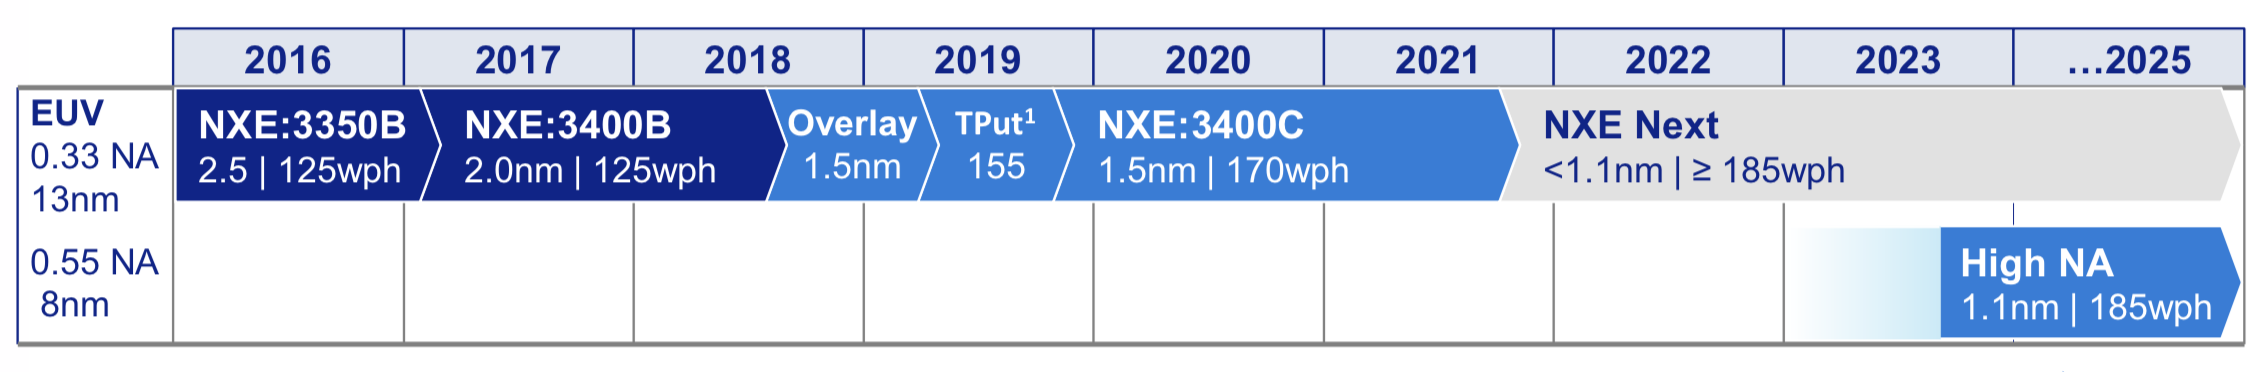 2016 2017 2018 2019 2020 2021 2022 2023 ...2025
EUV
0.33 NA
13nm
NXE:3350B
2.5 | 125wph
NXE:3400B
2.0nm | 125wph
Overlay
1.5nm
TPut¹
155
NXE:3400C
1.5nm | 170wph
NXE Next
<1.1nm | ≥ 185wph
0.55 NA
8nm
High NA
1.1nm | 185wph